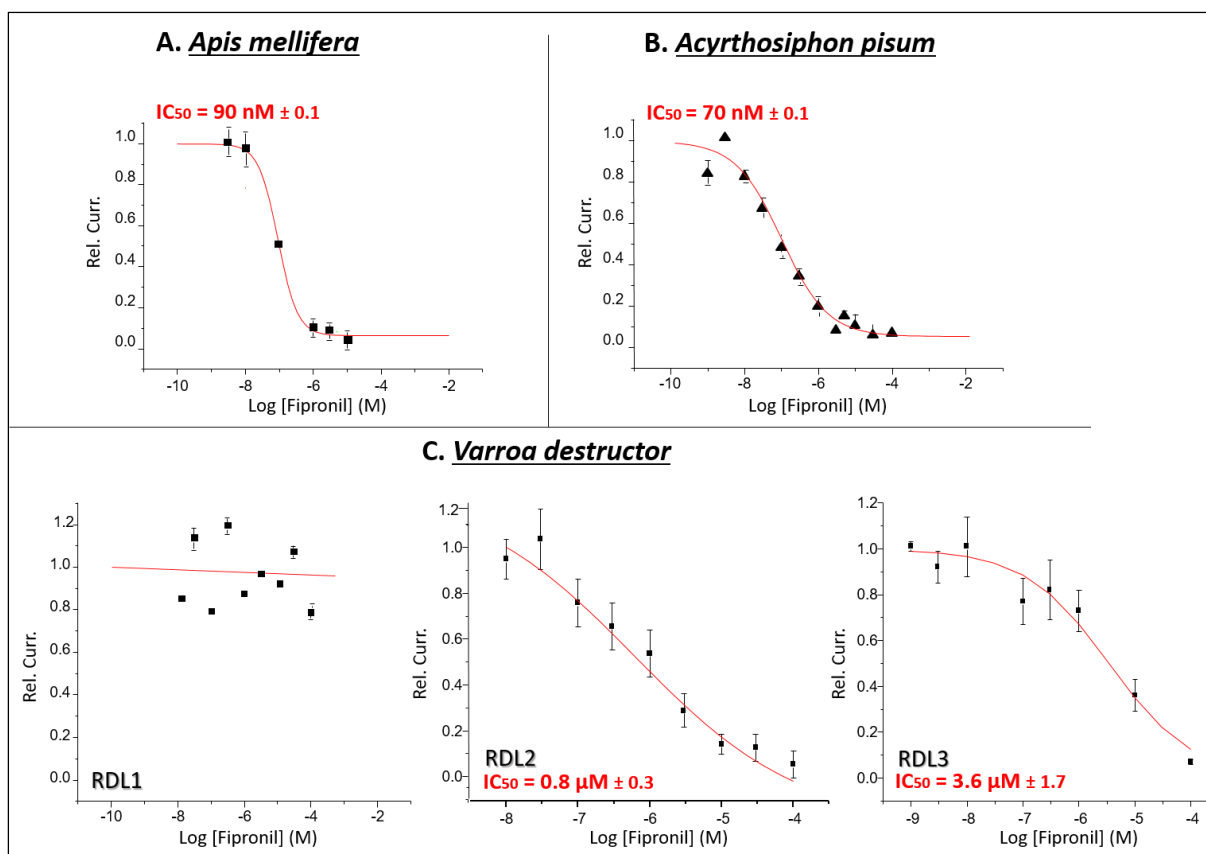 A. Apis mellifera
IC50 = 90 nM ± 0.1
Rel. Curr.
1.0
0.8
0.6
0.4
0.2
0.0
-10 -8 -6 -4 -2
Log [Fipronil] (M)
B. Acyrthosiphon pisum
IC50 = 70 nM ± 0.1
Rel. Curr.
1.0
0.8
0.6
0.4
0.2
0.0
-10 -8 -6 -4 -2
Log [Fipronil] (M)
C. Varroa destructor
Rel. Curr.
1.2
1.0
0.8
0.6
0.4
0.2
0.0
RDL1
-10 -8 -6 -4 -2
Log [Fipronil] (M)
Rel. Curr.
1.2
1.0
0.8
0.6
0.4
0.2
0.0
RDL2
IC50 = 0.8 µM ± 0.3
-8 -7 -6 -5 -4
Log [Fipronil] (M)
Rel. Curr.
1.2
1.0
0.8
0.6
0.4
0.2
0.0
RDL3
IC50 = 3.6 µM ± 1.7
-9 -8 -7 -6 -5 -4
Log [Fipronil] (M)